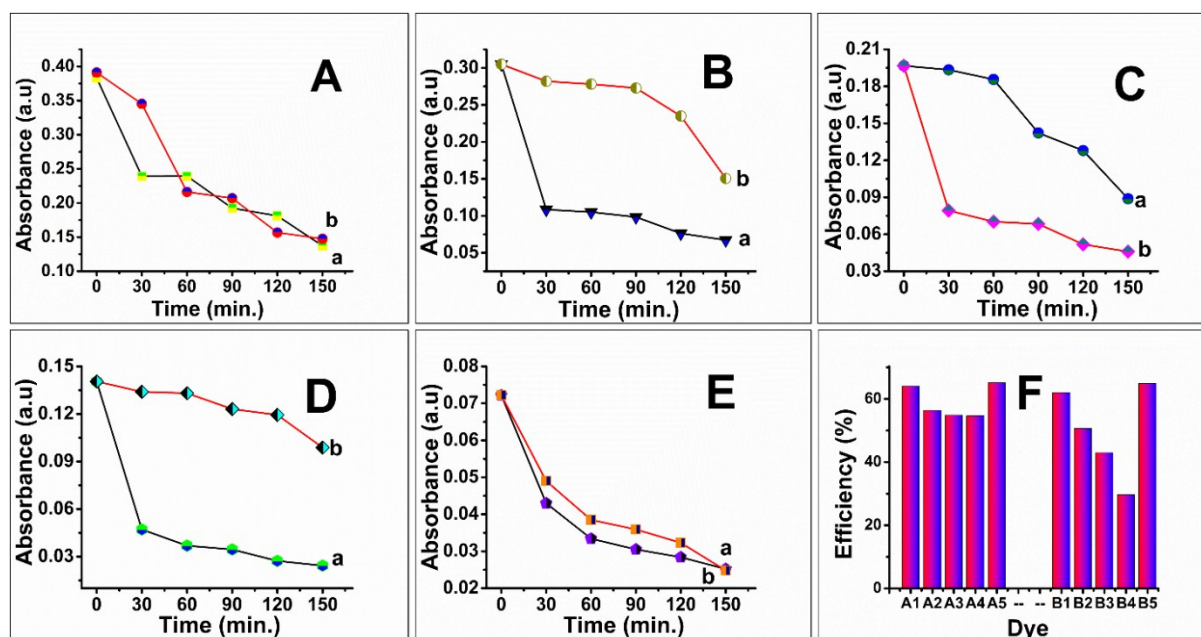 A
Absorbance (a.u)
0.40
0.35
0.30
0.25
0.20
0.15
0.10
b
a
0 30 60 90 120 150
Time (min.)
B
Absorbance (a.u)
0.30
0.25
0.20
0.15
0.10
0.05
b
a
0 30 60 90 120 150
Time (min.)
C
Absorbance (a.u)
0.21
0.18
0.15
0.12
0.09
0.06
0.03
a
b
0 30 60 90 120 150
Time (min.)
D
Absorbance (a.u)
0.15
0.12
0.09
0.06
0.03
b
a
0 30 60 90 120 150
Time (min.)
E
Absorbance (a.u)
0.08
0.07
0.06
0.05
0.04
0.03
0.02
a
b
0 30 60 90 120 150
Time (min.)
F
Efficiency (%)
60
40
20
0
A1 A2 A3 A4 A5 -- -- B1 B2 B3 B4 B5
Dye